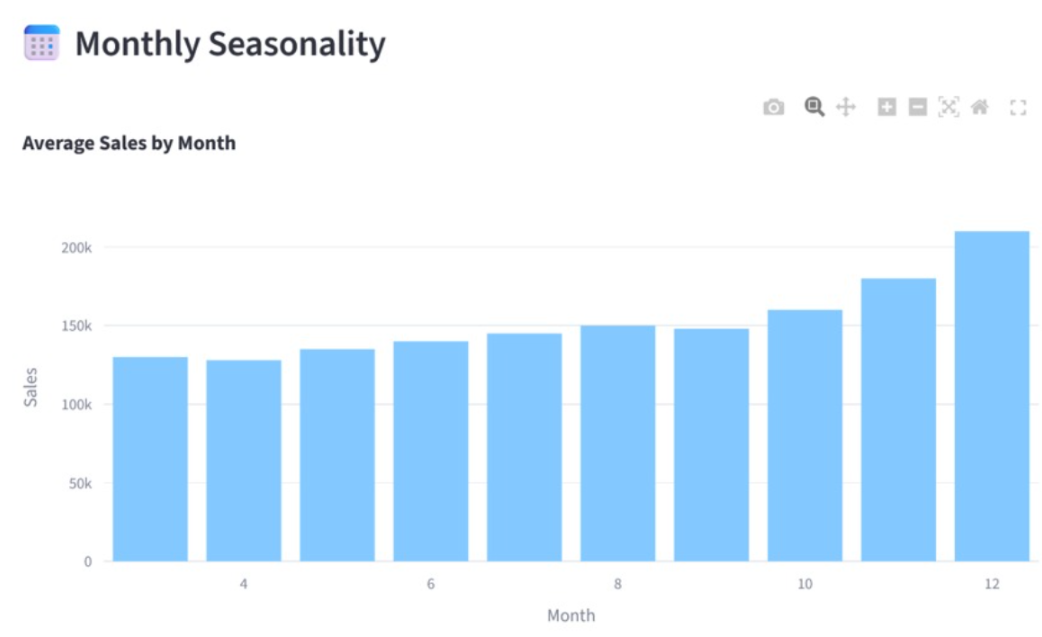 Monthly Seasonality
Average Sales by Month
200k
150k
100k
50k
0
Sales
4 6 8 10 12
Month